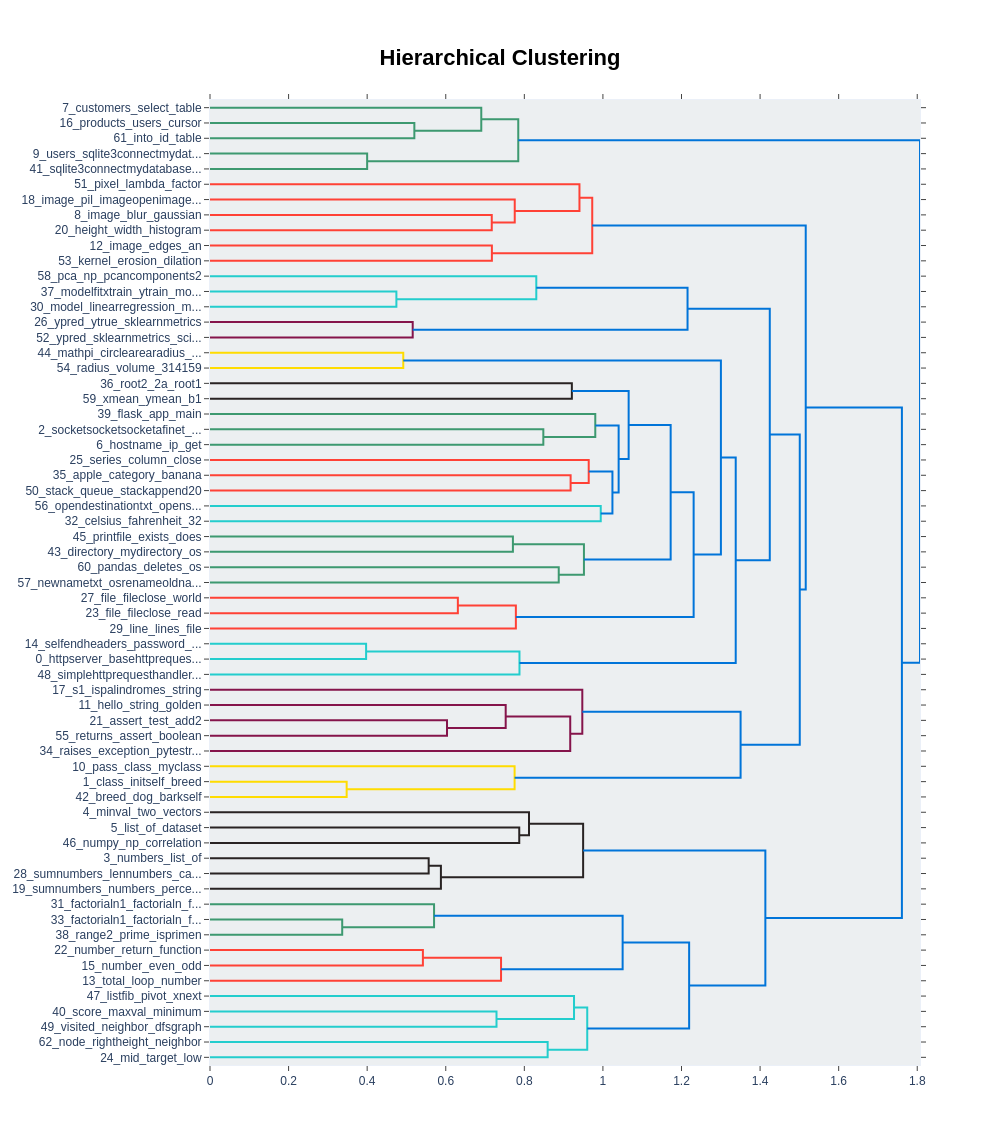 Hierarchical Clustering
7_customers_select_table
16_products_users_cursor
61_into_id_table
9_users_sqlite3connectmydat...
41_sqlite3connectmydatabase...
51_pixel_lambda_factor
18_image_pil_imageopenimage...
8_image_blur_gaussian
20_height_width_histogram
12_image_edges_an
53_kernel_erosion_dilation
58_pca_np_pcancomponents2
37_modelfitxtrain_ytrain_mo...
30_model_linearregression_m...
26_ypred_ytrue_sklearnmetrics
52_ypred_sklearnmetrics_sci...
44_mathpi_circlearearadius_...
54_radius_volume_314159
36_root2_2a_root1
59_xmean_ymean_b1
39_flask_app_main
2_socketsocketsocketafinet_...
6_hostname_ip_get
25_series_column_close
35_apple_category_banana
50_stack_queue_stackappend20
56_opendestinationtxt_opens...
32_celsius_fahrenheit_32
45_printfile_exists_does
43_directory_mydirectory_os
60_pandas_deletes_os
57_newnametxt_osrenameoldna...
27_file_fileclose_world
23_file_fileclose_read
29_line_lines_file
14_selfendheaders_password_...
0_httpserver_basehttpreques...
48_simplehttprequesthandler...
17_s1_ispalindromes_string
11_hello_string_golden
21_assert_test_add2
55_returns_assert_boolean
34_raises_exception_pytestr...
10_pass_class_myclass
1_class_initself_breed
42_breed_dog_barkself
4_minval_two_vectors
5_list_of_dataset
46_numpy_np_correlation
3_numbers_list_of
28_sumnumbers_lennumbers_ca...
19_sumnumbers_numbers_perce...
31_factorialn1_factorialn_f...
33_factorialn1_factorialn_f...
38_range2_prime_isprimen
22_number_return_function
15_number_even_odd
13_total_loop_number
47_listfib_pivot_xnext
40_score_maxval_minimum
49_visited_neighbor_dfsgraph
62_node_rightheight_neighbor
24_mid_target_low
0 0.2 0.4 0.6 0.8 1 1.2 1.4 1.6 1.8